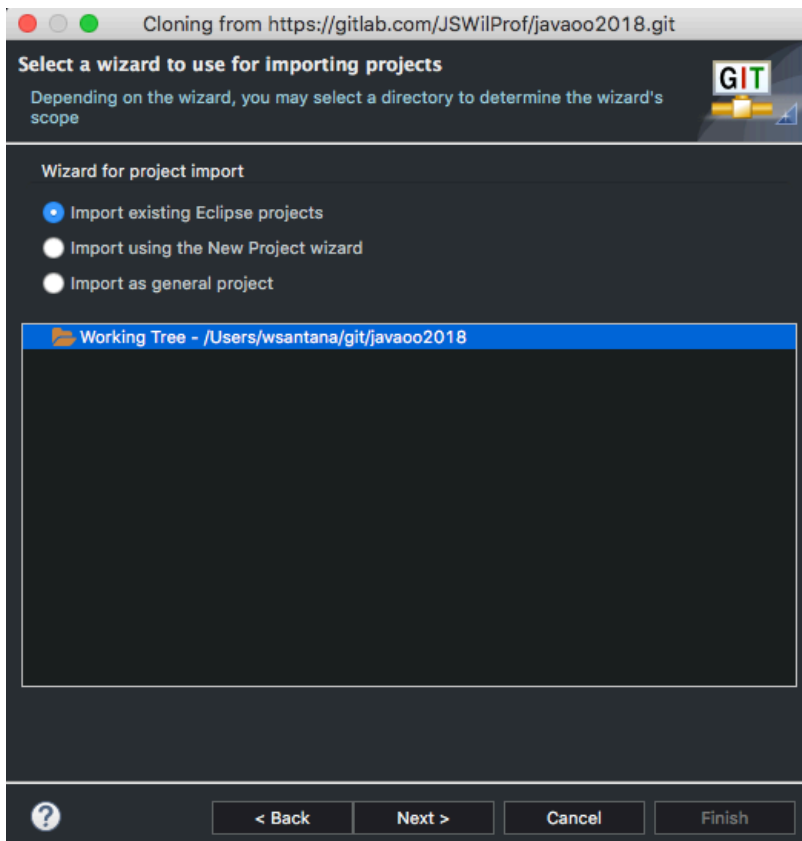 Cloning from https://gitlab.com/JSWilProf/javaoo2018.git
Select a wizard to use for importing projects
Depending on the wizard, you may select a directory to determine the wizard's
scope
GIT
Wizard for project import
Import existing Eclipse projects
Import using the New Project wizard
Import as general project
Working Tree - /Users/wsantana/git/javaoo2018
?
< Back
Next >
Cancel
Finish